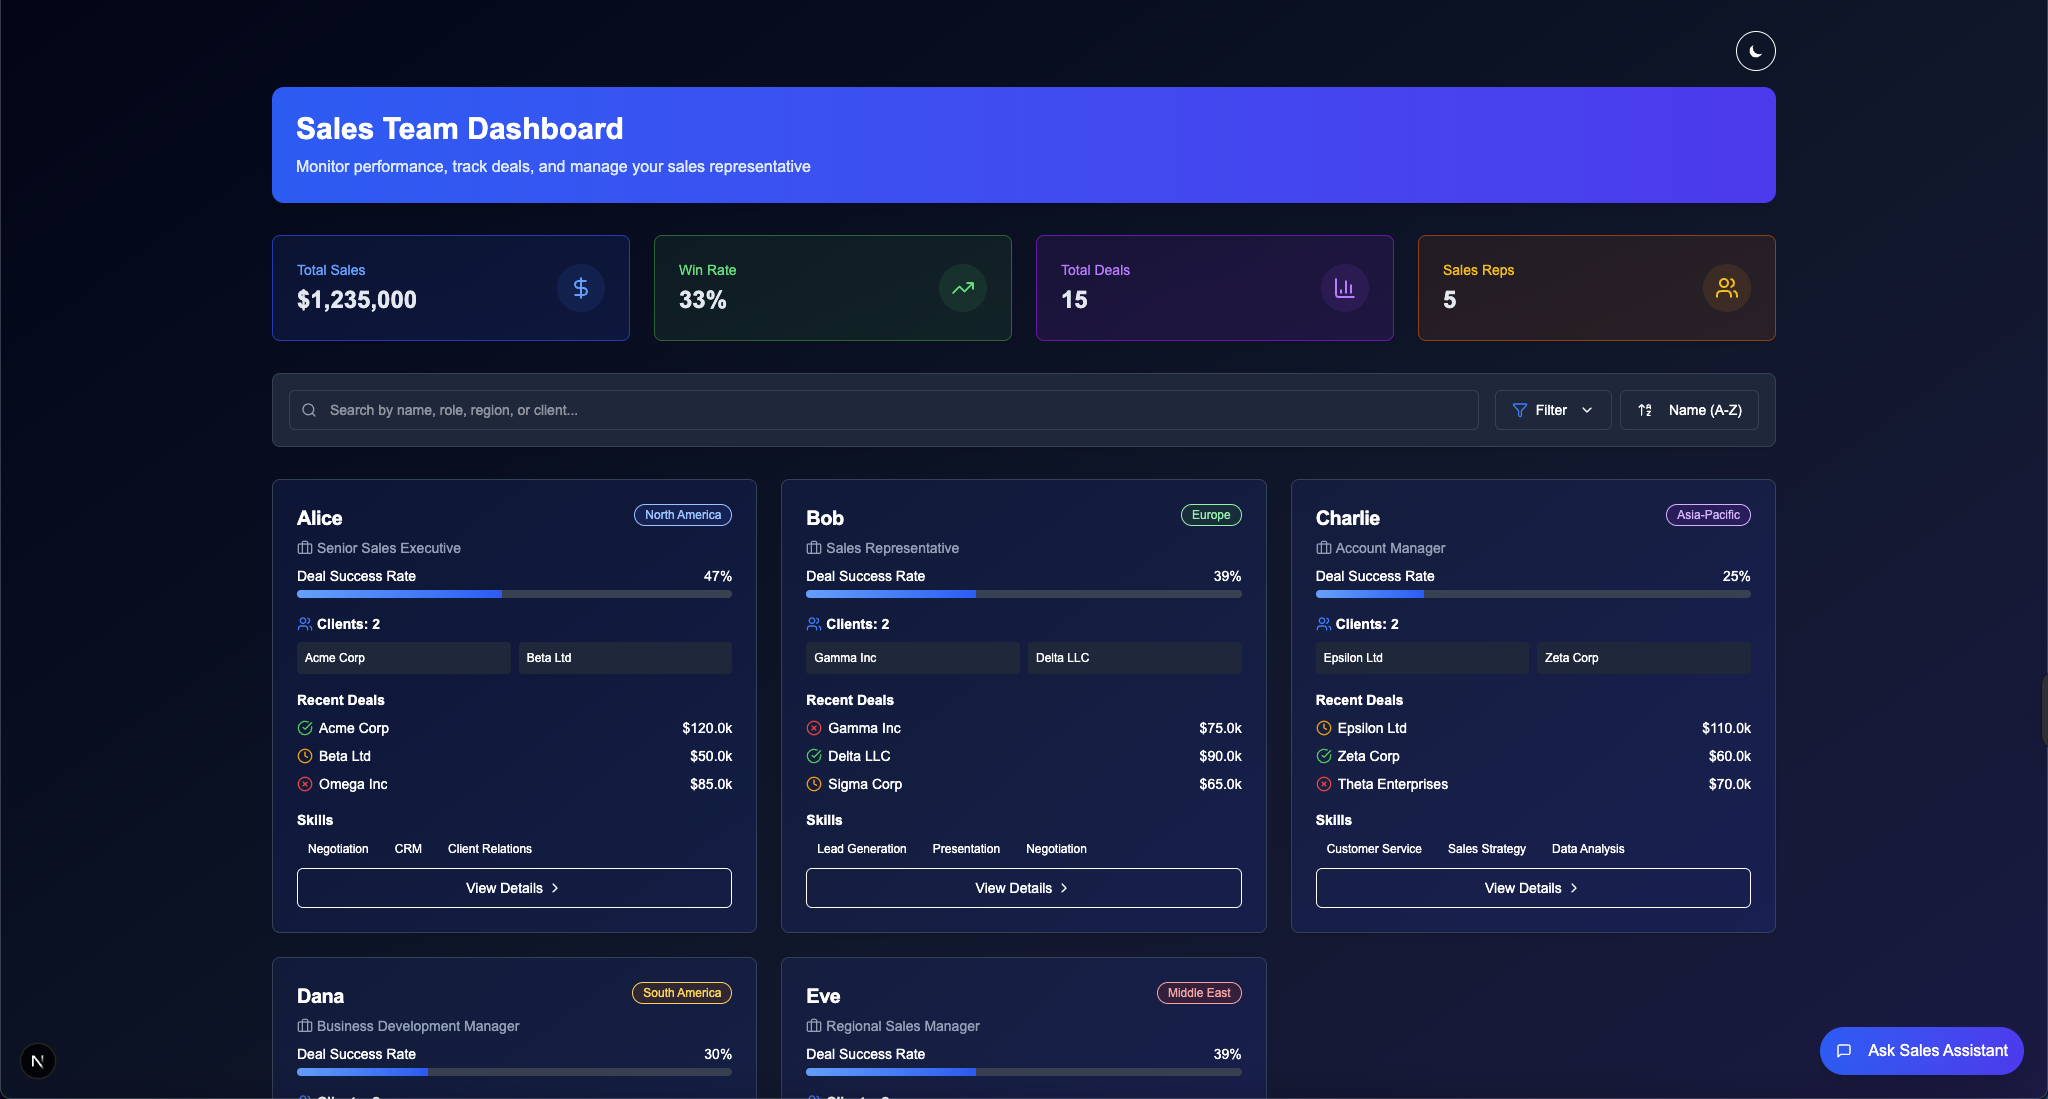 Sales Team Dashboard
Monitor performance, track deals, and manage your sales representative
Total Sales
$1,235,000
Win Rate
33%
Total Deals
15
Sales Reps
5
Search by name, role, region, or client...
Filter
Name (A-Z)
Alice
North America
Senior Sales Executive
Deal Success Rate 47%
Clients: 2
Acme Corp Beta Ltd
Recent Deals
Acme Corp $120.0k
Beta Ltd $50.0k
Omega Inc $85.0k
Skills
Negotiation CRM Client Relations
View Details
Bob
Europe
Sales Representative
Deal Success Rate 39%
Clients: 2
Gamma Inc Delta LLC
Recent Deals
Gamma Inc $75.0k
Delta LLC $90.0k
Sigma Corp $65.0k
Skills
Lead Generation Presentation Negotiation
View Details
Charlie
Asia-Pacific
Account Manager
Deal Success Rate 25%
Clients: 2
Epsilon Ltd Zeta Corp
Recent Deals
Epsilon Ltd $110.0k
Zeta Corp $60.0k
Theta Enterprises $70.0k
Skills
Customer Service Sales Strategy Data Analysis
View Details
Dana
South America
Business Development Manager
Deal Success Rate 30%
Eve
Middle East
Regional Sales Manager
Deal Success Rate 39%
N
Ask Sales Assistant